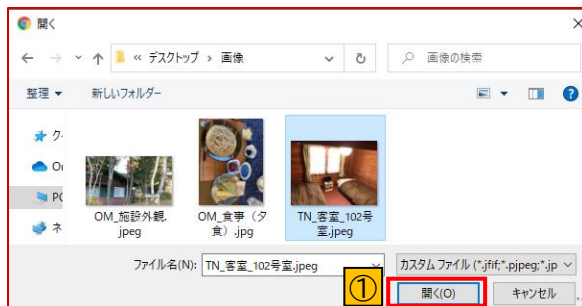 開く
« デスクトップ › 画像
画像の検索
整理
新しいフォルダー
ク
PC
ネ
OM_施設外観.
jpeg
OM_食事（夕
食）.jpg
TN_客室_102号
室.jpeg
ファイル名(N):
TN_客室_102号室.jpeg
カスタム ファイル (*.jfif;*.pjpeg;*.jp
①
開く(O)
キャンセル